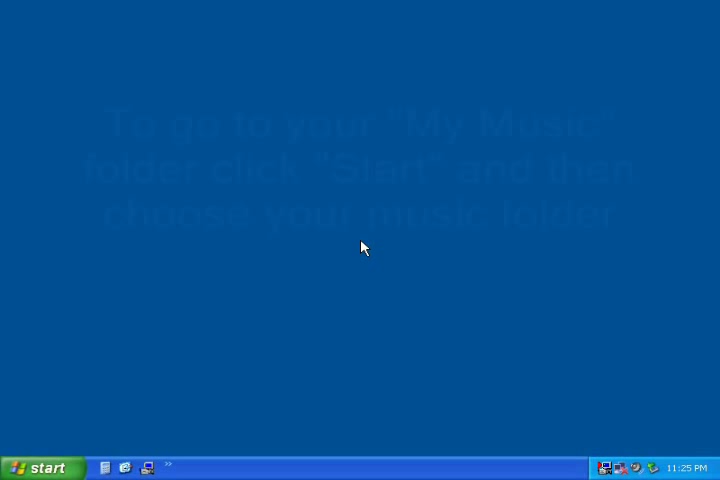 To go to your "My Music"
folder click "Start" and then
choose your music folder
start
11:25 PM